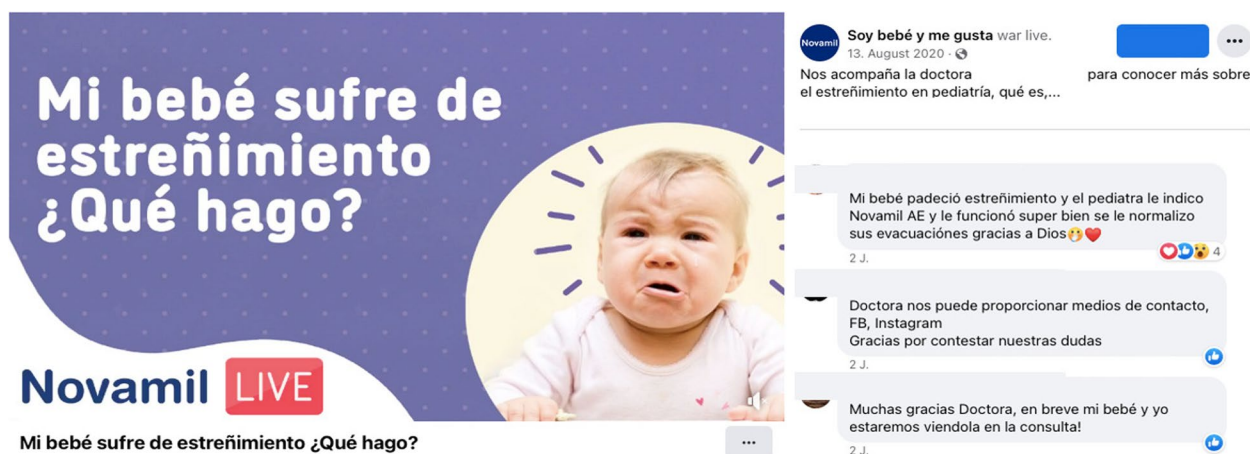 Mi bebé sufre de
estreñimiento
¿Qué hago?
Novamil LIVE
Mi bebé sufre de estreñimiento ¿Qué hago?
Novamil
Soy bebé y me gusta war live.
13. August 2020 ·
Nos acompaña la doctora para conocer más sobre
el estreñimiento en pediatría, qué es,...
Mi bebé padeció estreñimiento y el pediatra le indico
Novamil AE y le funcionó super bien se le normalizo
sus evacuaciónes gracias a Dios🤭❤️
4
2 J.
Doctora nos puede proporcionar medios de contacto,
FB, Instagram
Gracias por contestar nuestras dudas
2 J.
Muchas gracias Doctora, en breve mi bebé y yo
estaremos viendola en la consulta!
2 J.